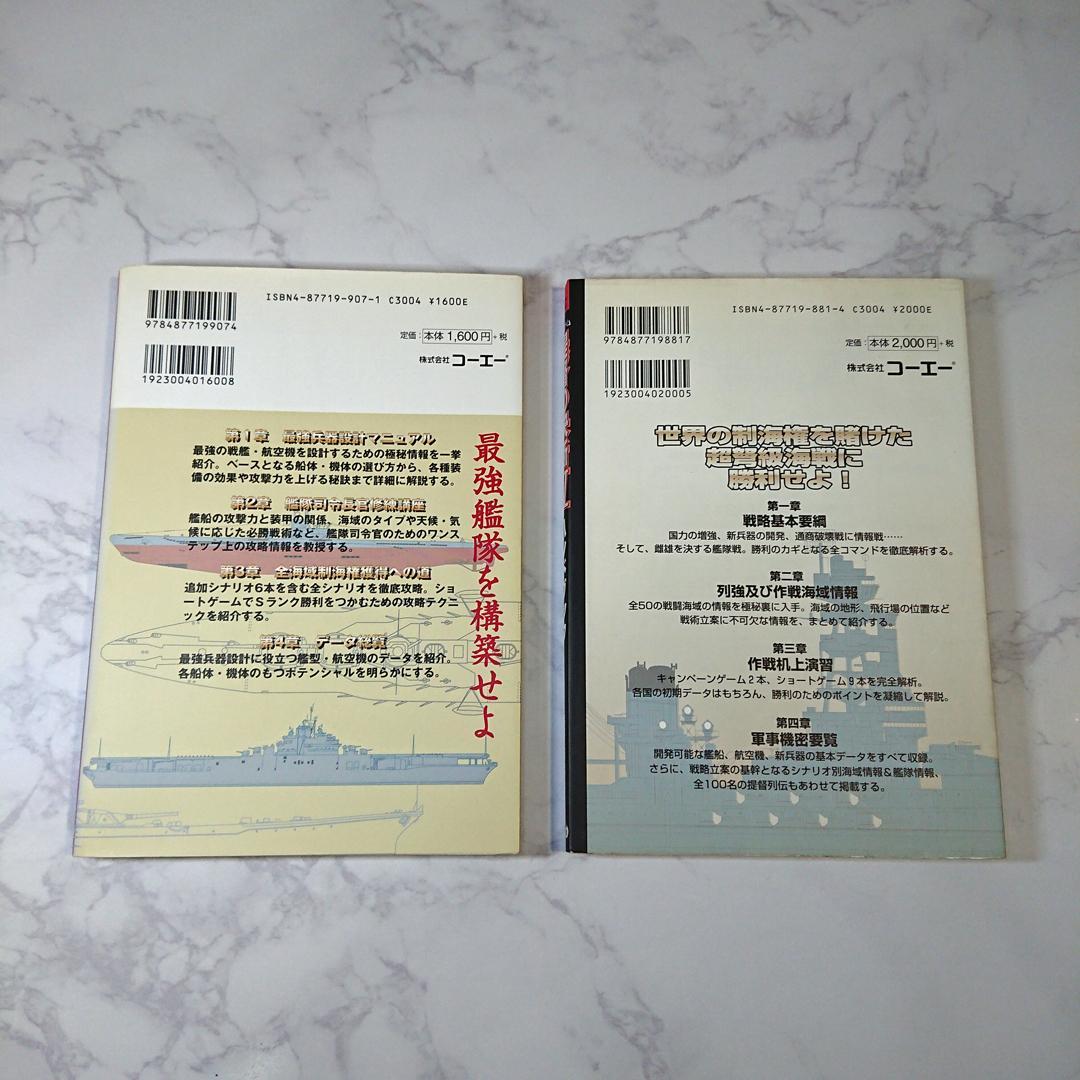 ISBN4-87719-907-1 C3004 ¥1600E
9784877199074
定価：本体1,600円+税
株式会社コーエー®
1923004016008
第1章 最強兵器設計マニュアル
最強の戦艦・航空機を設計するための極秘情報を一挙
紹介。ベースとなる船体・機体の選び方から、各種装
備の効果や攻撃力を上げる秘訣まで詳細に解説する。
第2章 艦隊司令長官修練講座
艦船の攻撃力と装甲の関係、海域のタイプや天候・気
候に応じた必勝戦術など、艦隊司令官のためのワンス
テップ上の攻略情報を教授する。
第3章 全海域制海権獲得への道
追加シナリオ6本を含む全シナリオを徹底攻略。ショ
ートゲームでSランク勝利をつかむための攻略テクニ
ックを紹介する。
第4章 データ総覧
最強兵器設計に役立つ艦型・航空機のデータを紹介。
各船体・機体のもつポテンシャルを明らかにする。
最強艦隊を構築せよ
ISBN4-87719-881-4 C3004 ¥2000E
9784877198817
定価：本体2,000円+税
株式会社コーエー®
1923004020005
世界の制海権を賭けた
超弩級海戦に
勝利せよ！
第一章
戦略基本要綱
国力の増強、新兵器の開発、通商破壊戦に情報戦……
そして、雌雄を決する艦隊戦。勝利のカギとなる全コマンドを徹底解析する。
第二章
列強及び作戦海域情報
全50の戦闘海域の情報を極秘裏に入手。海域の地形、飛行場の位置など
戦術立案に不可欠な情報を、まとめて紹介する。
第三章
作戦机上演習
キャンペーンゲーム2本、ショートゲーム9本を完全解析。
各国の初期データはもちろん、勝利のためのポイントを凝縮して解説。
第四章
軍事機密要覧
開発可能な艦船、航空機、新兵器の基本データをすべて収録。
さらに、戦略立案の基幹となるシナリオ別海域情報＆艦隊情報、
全100名の提督列伝もあわせて掲載する。